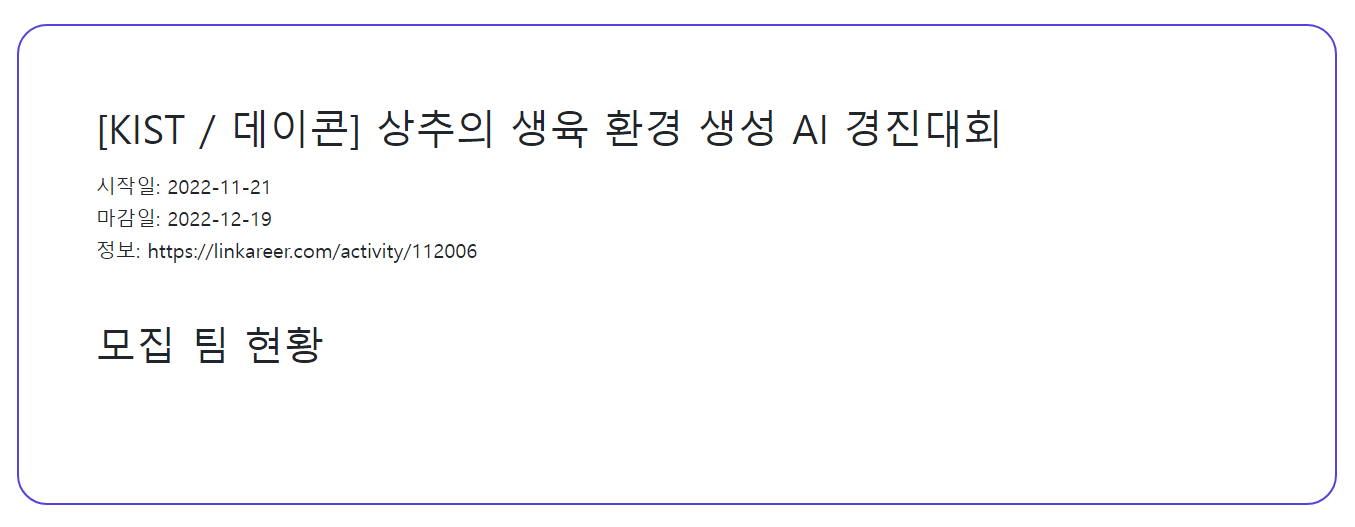 [KIST / 데이콘] 상추의 생육 환경 생성 AI 경진대회
시작일: 2022-11-21
마감일: 2022-12-19
정보: https://linkareer.com/activity/112006
모집 팀 현황